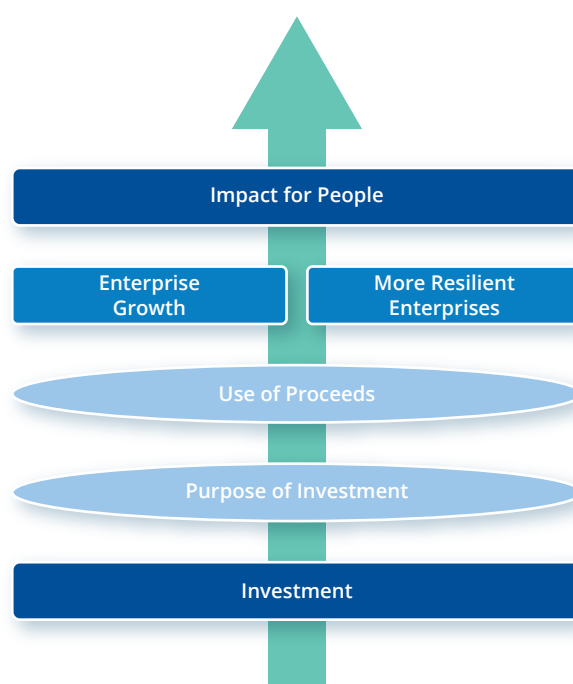 Impact for People
Enterprise
Growth
More Resilient
Enterprises
Use of Proceeds
Purpose of Investment
Investment